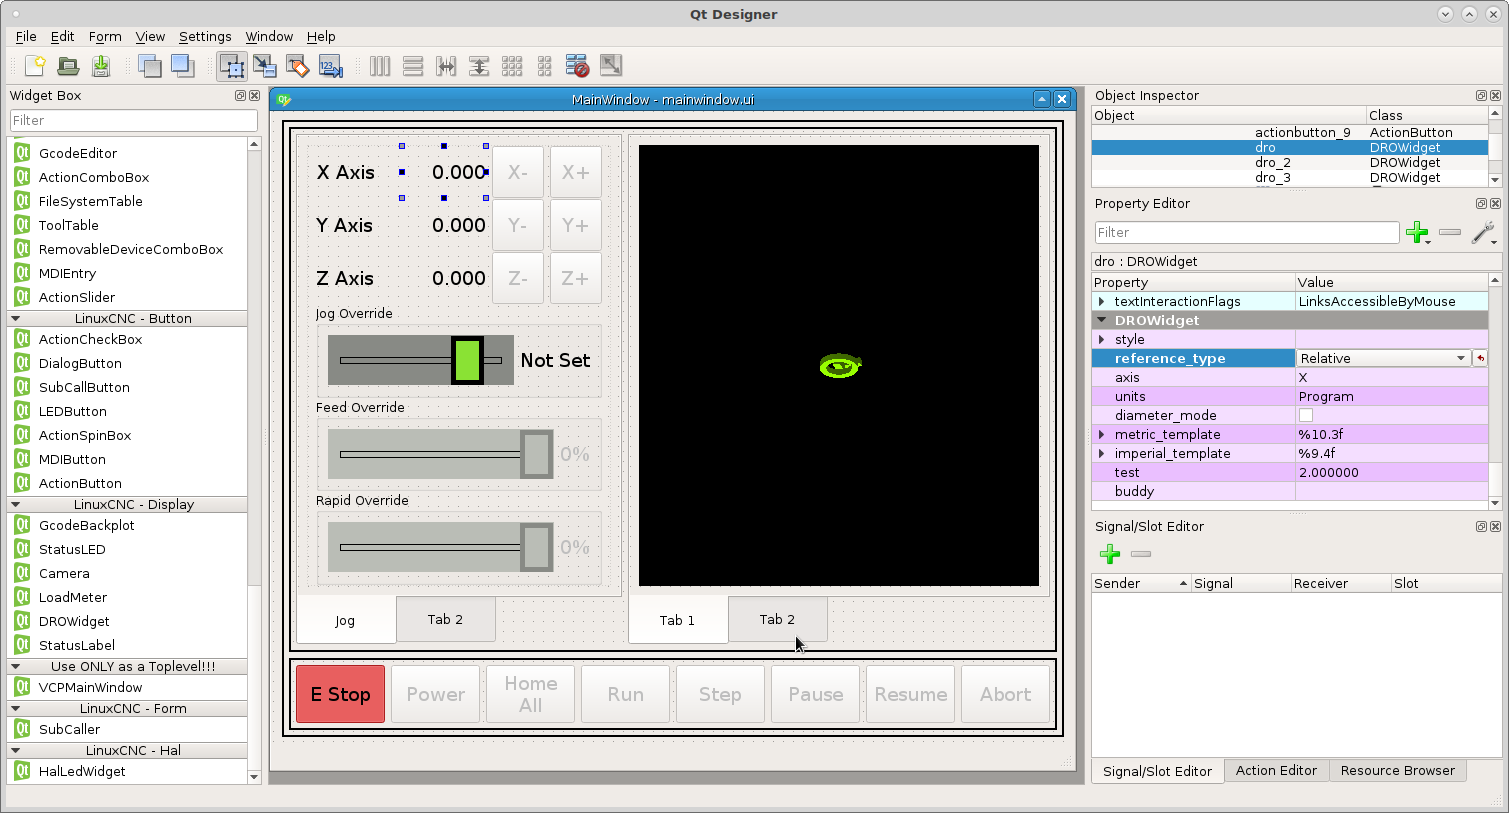 Qt Designer
File Edit Form View Settings Window Help
123
Widget Box
Filter
GcodeEditor
ActionComboBox
FileSystemTable
ToolTable
RemovableDeviceComboBox
MDIEntry
ActionSlider
LinuxCNC - Button
ActionCheckBox
DialogButton
SubCallButton
LEDButton
ActionSpinBox
MDIButton
ActionButton
LinuxCNC - Display
GcodeBackplot
StatusLED
Camera
LoadMeter
DROWidget
StatusLabel
Use ONLY as a Toplevel!!!
VCPMainWindow
LinuxCNC - Form
SubCaller
LinuxCNC - Hal
HalLedWidget
MainWindow - mainwindow.ui
X Axis 0.000 X- X+
Y Axis 0.000 Y- Y+
Z Axis 0.000 Z- Z+
Jog Override
Not Set
Feed Override
0%
Rapid Override
0%
Jog Tab 2
Tab 1 Tab 2
E Stop Power Home All Run Step Pause Resume Abort
Object Inspector
Object Class
actionbutton_9 ActionButton
dro DROWidget
dro_2 DROWidget
dro_3 DROWidget
Property Editor
Filter
dro : DROWidget
Property Value
textInteractionFlags LinksAccessibleByMouse
DROWidget
style
reference_type Relative
axis X
units Program
diameter_mode
metric_template %10.3f
imperial_template %9.4f
test 2.000000
buddy
Signal/Slot Editor
Sender Signal Receiver Slot
Signal/Slot Editor Action Editor Resource Browser